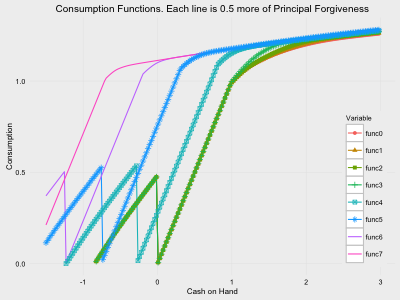 Consumption Functions. Each line is 0.5 more of Principal Forgiveness
Consumption
1.0
0.5
0.0
-1
0
1
2
3
Cash on Hand
Variable
func0
func1
func2
func3
func4
func5
func6
func7